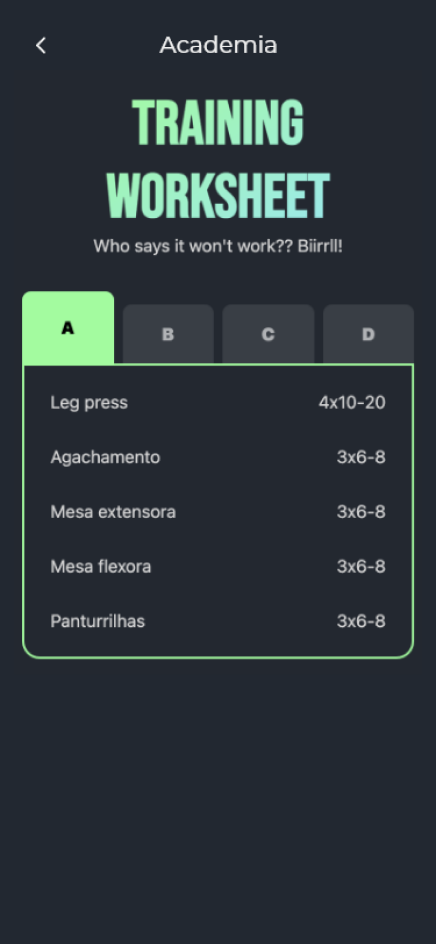 Academia
TRAINING
WORKSHEET
Who says it won't work?? Biirrll!
A B C D
Leg press 4x10-20
Agachamento 3x6-8
Mesa extensora 3x6-8
Mesa flexora 3x6-8
Panturrilhas 3x6-8